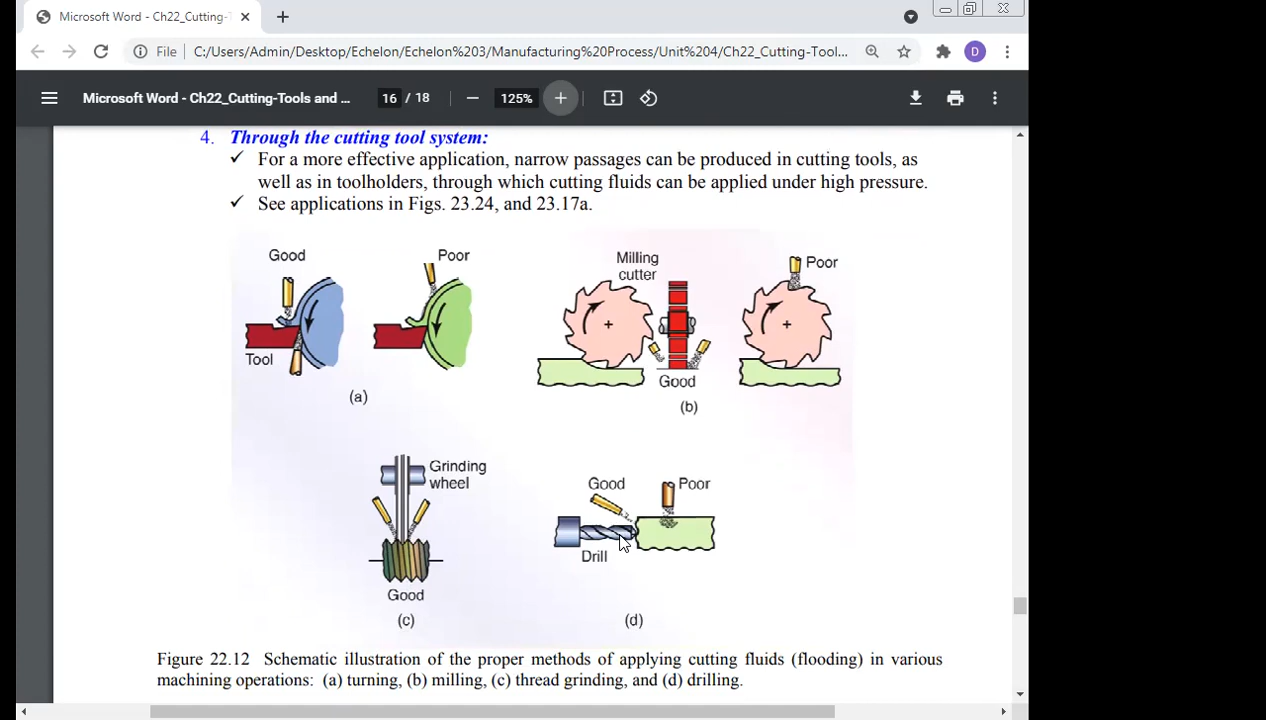 Microsoft Word - Ch22_Cutting-T
File C:/Users/Admin/Desktop/Echelon/Echelon%203/Manufacturing%20Process/Unit%204/Ch22_Cutting-Tool...
D
Microsoft Word - Ch22_Cutting-Tools and ...
16 / 18
125%
4. Through the cutting tool system:
✓ For a more effective application, narrow passages can be produced in cutting tools, as
well as in toolholders, through which cutting fluids can be applied under high pressure.
✓ See applications in Figs. 23.24, and 23.17a.
Good
Poor
Tool
(a)
Milling
cutter
Poor
Good
(b)
Grinding
wheel
Good
(c)
Good
Poor
Drill
(d)
Figure 22.12 Schematic illustration of the proper methods of applying cutting fluids (flooding) in various
machining operations: (a) turning, (b) milling, (c) thread grinding, and (d) drilling.